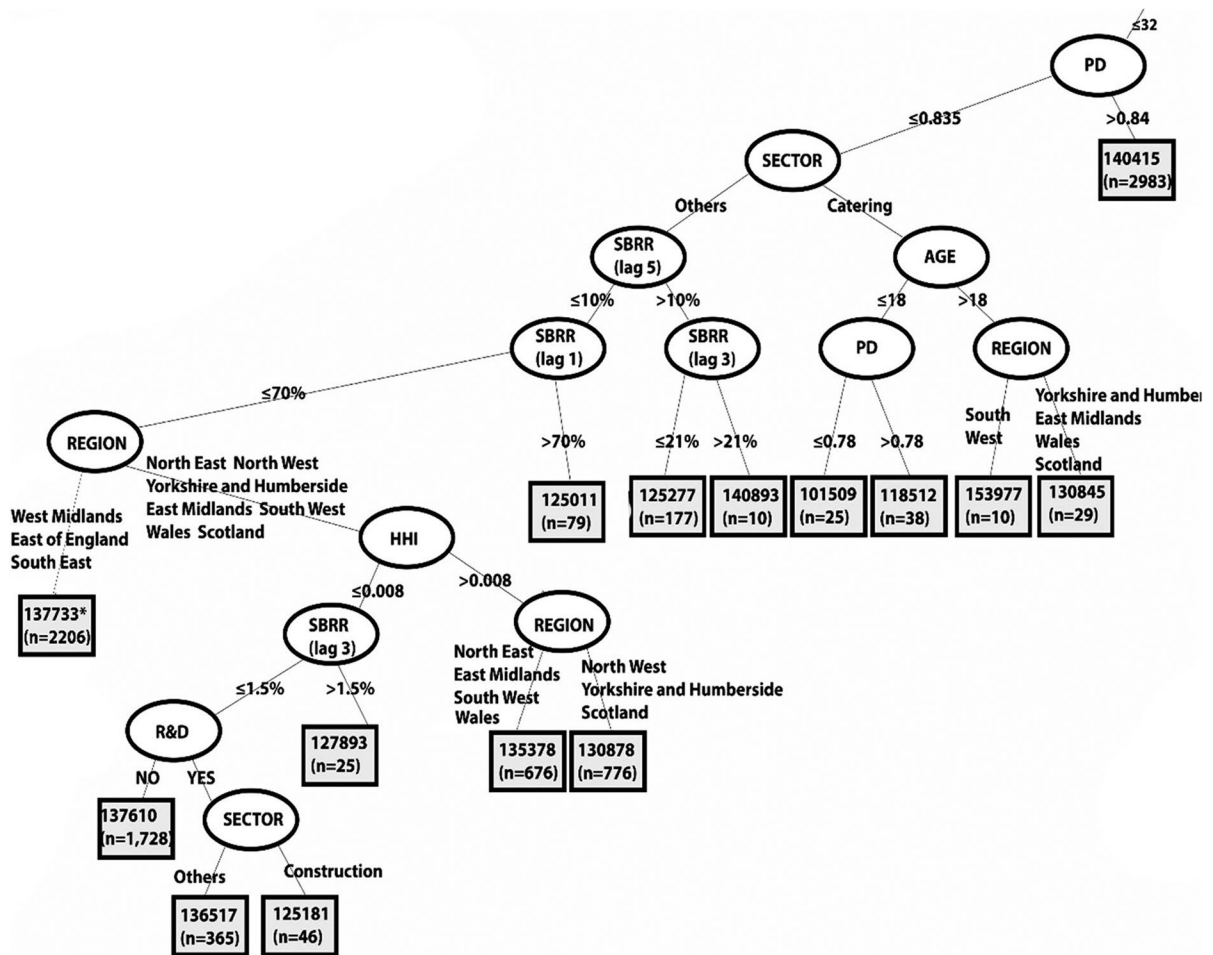 ≤32
PD
≤0.835
>0.84
SECTOR
140415
(n=2983)
Others
Catering
SBRR
(lag 5)
AGE
≤10%
>10%
≤18
>18
SBRR
(lag 1)
SBRR
(lag 3)
PD
REGION
≤70%
South
West
Yorkshire and Humber
East Midlands
Wales
Scotland
REGION
>70%
≤21%
>21%
≤0.78
>0.78
North East North West
Yorkshire and Humberside
East Midlands South West
Wales Scotland
125011
(n=79)
125277
(n=177)
140893
(n=10)
101509
(n=25)
118512
(n=38)
153977
(n=10)
130845
(n=29)
West Midlands
East of England
South East
HHI
≤0.008
>0.008
137733*
(n=2206)
SBRR
(lag 3)
REGION
North East
East Midlands
South West
Wales
North West
Yorkshire and Humberside
Scotland
≤1.5%
>1.5%
R&D
127893
(n=25)
135378
(n=676)
130878
(n=776)
NO
YES
137610
(n=1,728)
SECTOR
Others
Construction
136517
(n=365)
125181
(n=46)